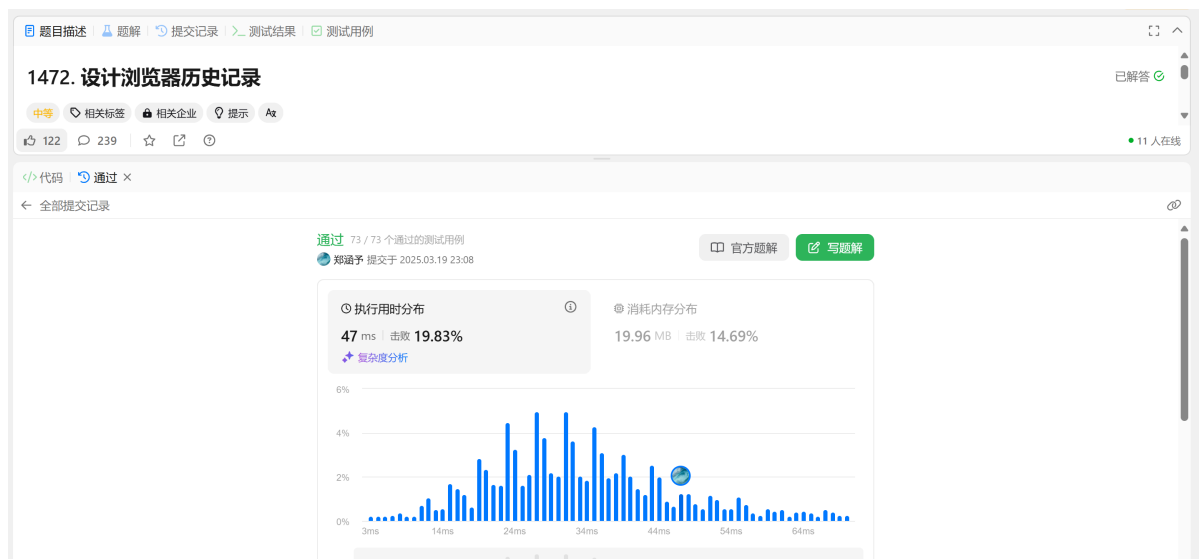 题目描述 题解 提交记录 测试结果 测试用例
1472. 设计浏览器历史记录
已解答
中等 相关标签 相关企业 提示
122 239 11 人在线
</>代码 通过
全部提交记录
通过 73 / 73 个通过的测试用例
郑涵予 提交于 2025.03.19 23:08
官方题解 写题解
执行用时分布
47 ms 击败 19.83%
复杂度分析
消耗内存分布
19.96 MB 击败 14.69%
6%
4%
2%
0%
3ms 14ms 24ms 34ms 44ms 54ms 64ms